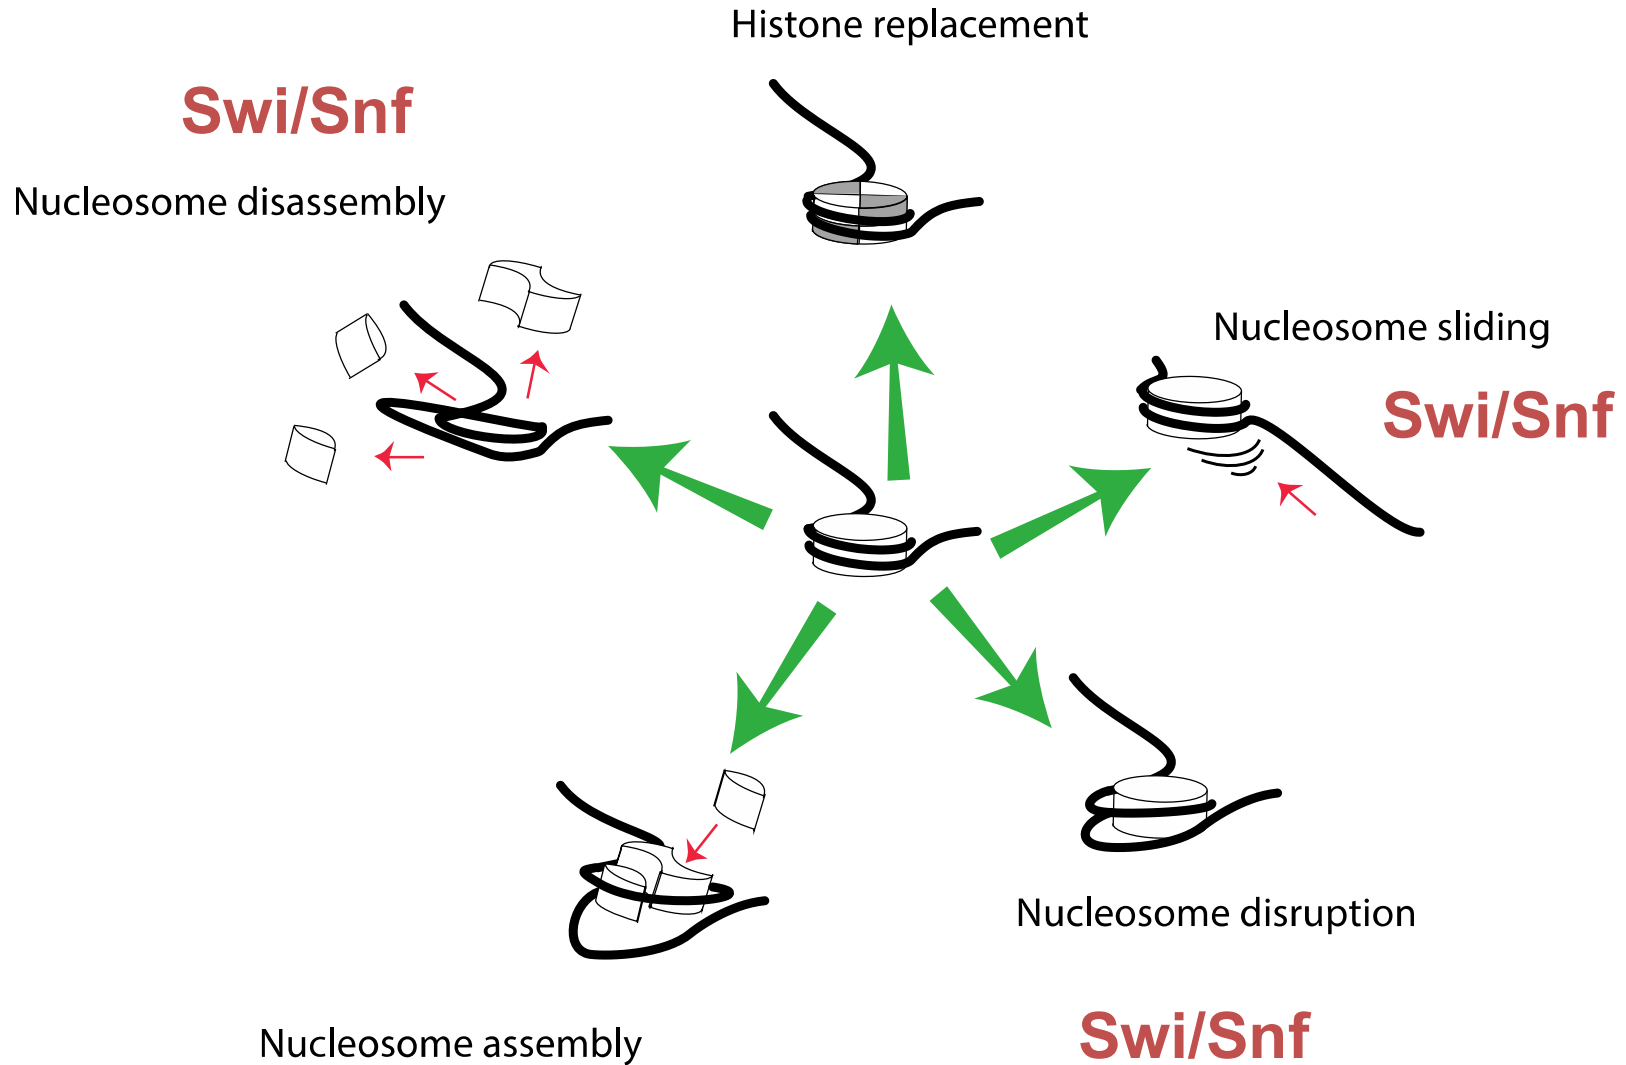 Histone replacement
Swi/Snf
Nucleosome disassembly
Nucleosome sliding
Swi/Snf
Nucleosome disruption
Swi/Snf
Nucleosome assembly